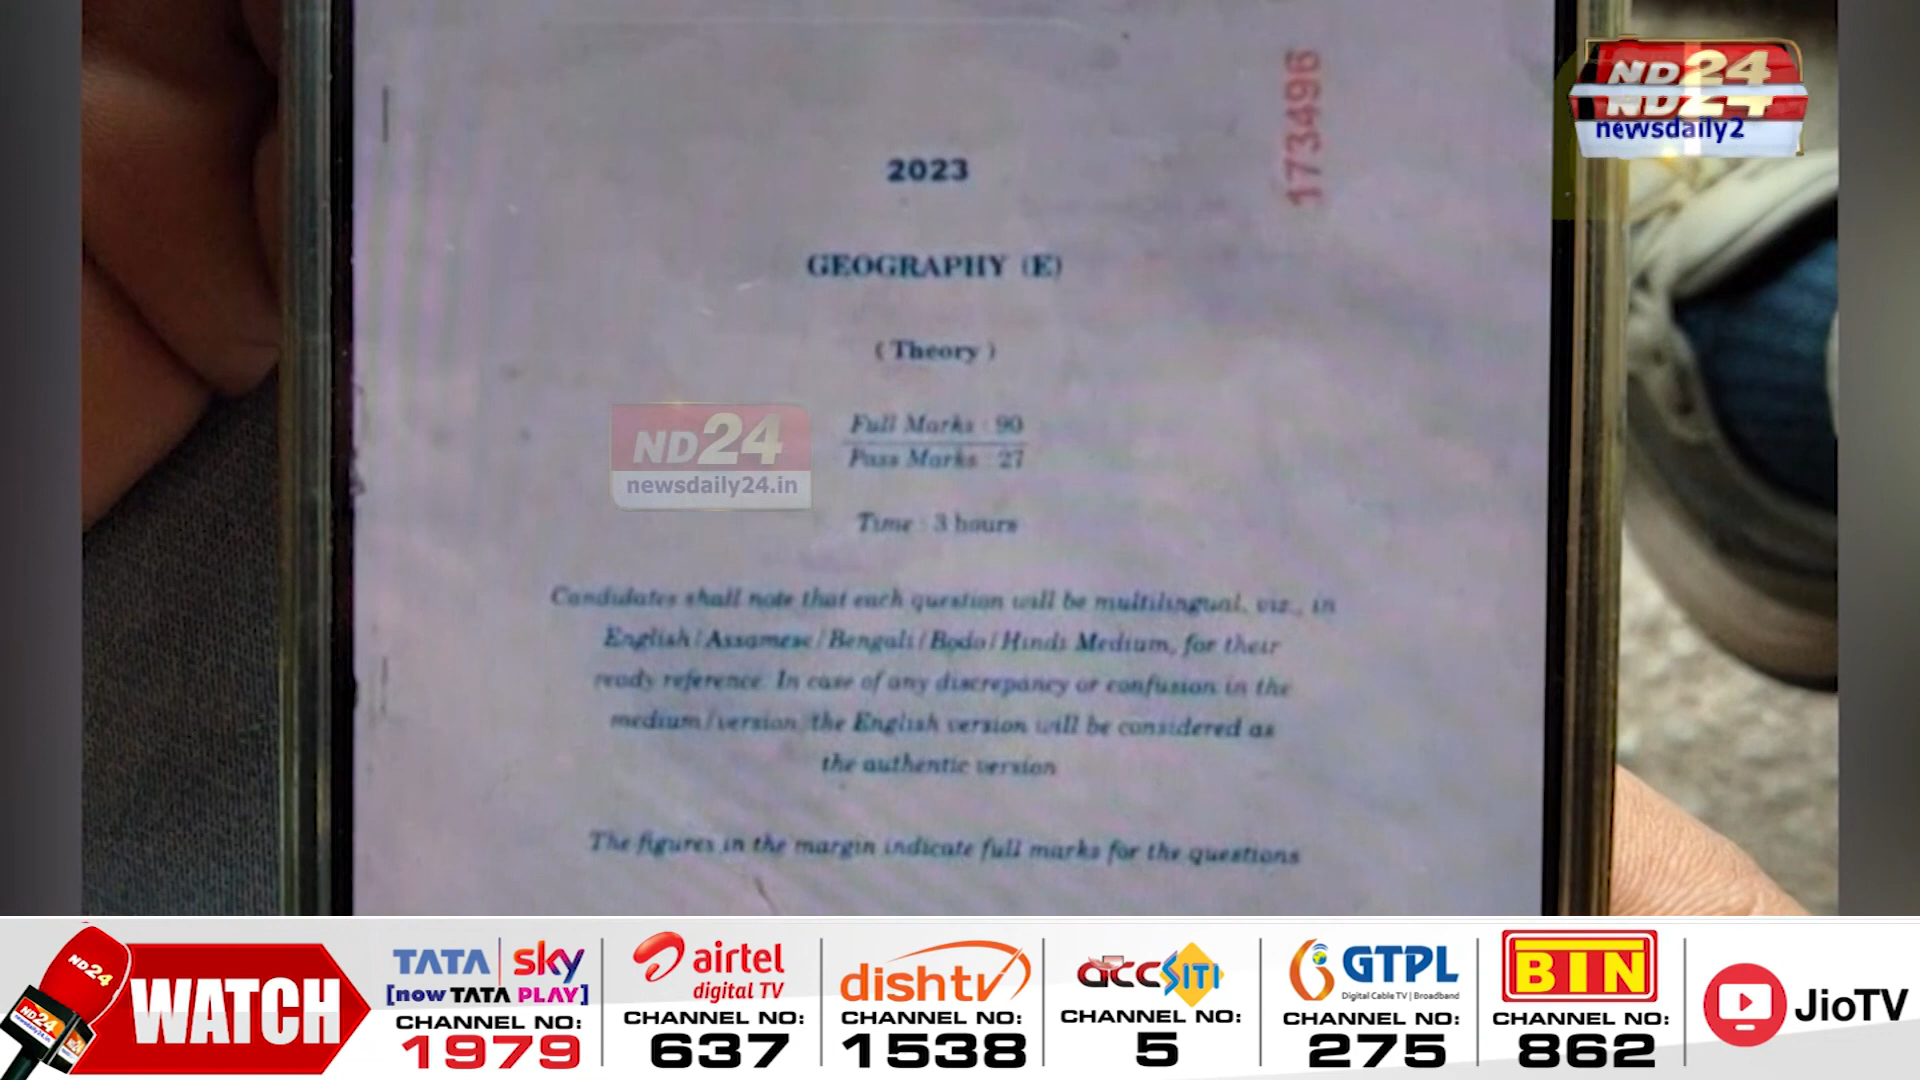 173496
2023
GEOGRAPHY (E)
( Theory )
Full Marks : 90
Pass Marks : 27
Time : 3 hours
Candidates shall note that each question will be multilingual, viz., in
English/Assamese/Bengali/Bodo/Hindi Medium, for their
ready reference. In case of any discrepancy or confusion in the
medium/version, the English version will be considered as
the authentic version
The figures in the margin indicate full marks for the questions
ND24
newsdaily24.in
ND24
ND24
newsdaily2
ND24
ND24
WATCH
TATA sky
[now TATA PLAY]
CHANNEL NO:
1979
airtel
digital TV
CHANNEL NO:
637
dishtv
CHANNEL NO:
1538
accSITI
CHANNEL NO:
5
GTPL
Digital Cable TV | Broadband
CHANNEL NO:
275
BIN
CHANNEL NO:
862
JioTV